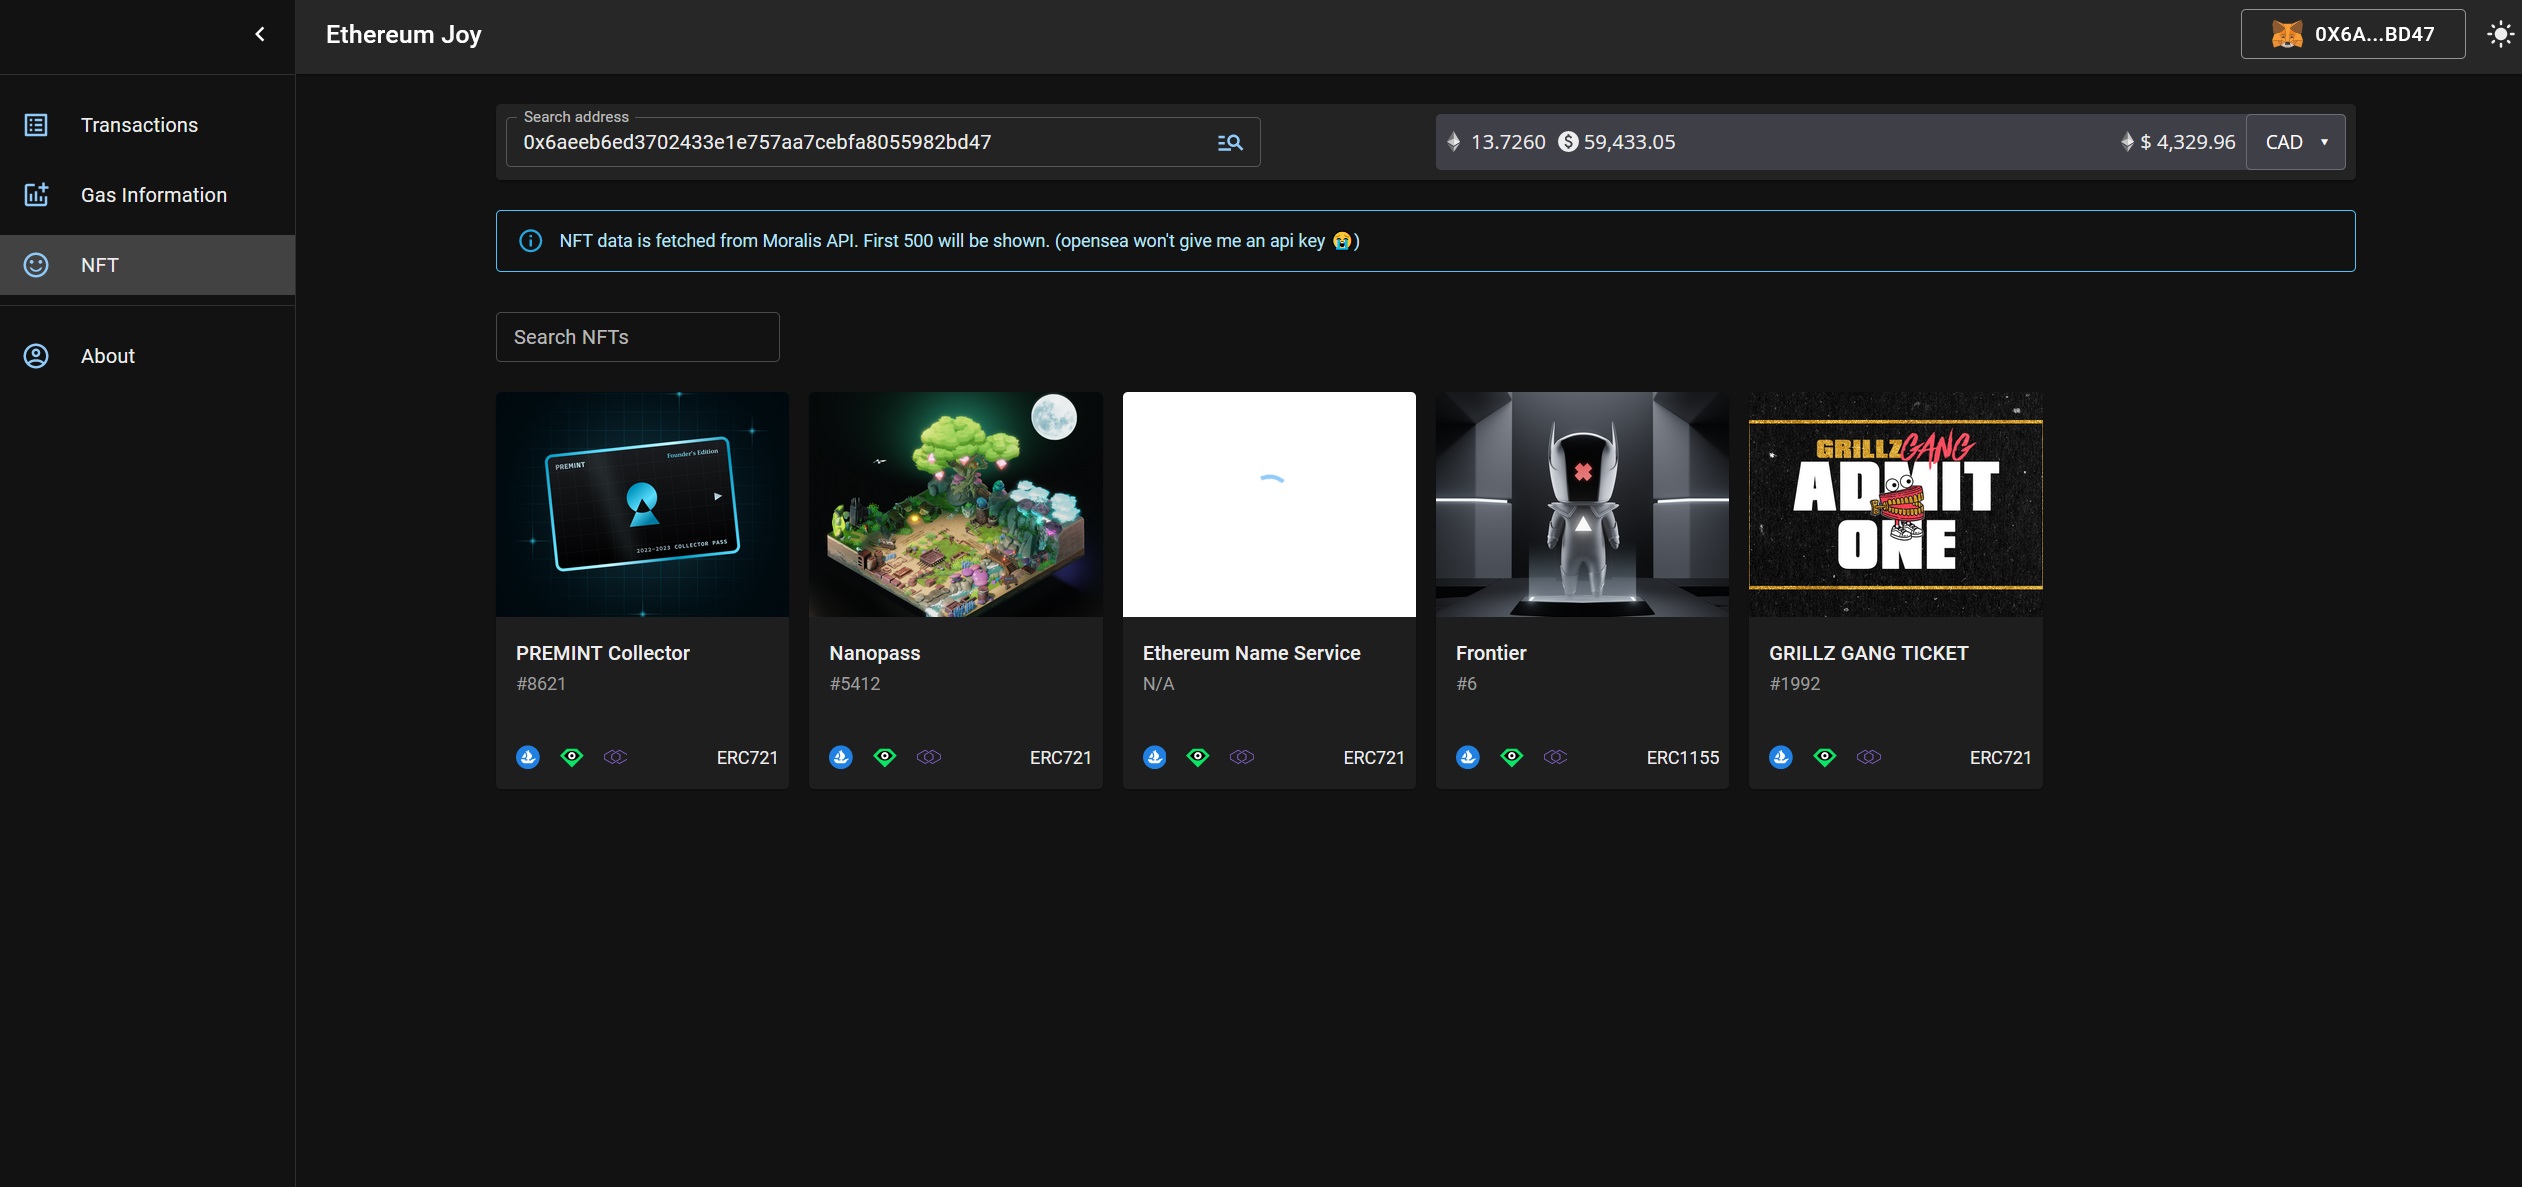 Ethereum Joy
0X6A...BD47
Transactions
Gas Information
NFT
About
Search address
0x6aeeb6ed3702433e1e757aa7cebfa8055982bd47
13.7260 $ 59,433.05
$ 4,329.96
CAD
NFT data is fetched from Moralis API. First 500 will be shown. (opensea won't give me an api key 😭)
Search NFTs
PREMINT
Founder's Edition
2022-2023 COLLECTOR PASS
GRILLZ GANG
ADMIT
ONE
PREMINT Collector
#8621
ERC721
Nanopass
#5412
ERC721
Ethereum Name Service
N/A
ERC721
Frontier
#6
ERC1155
GRILLZ GANG TICKET
#1992
ERC721